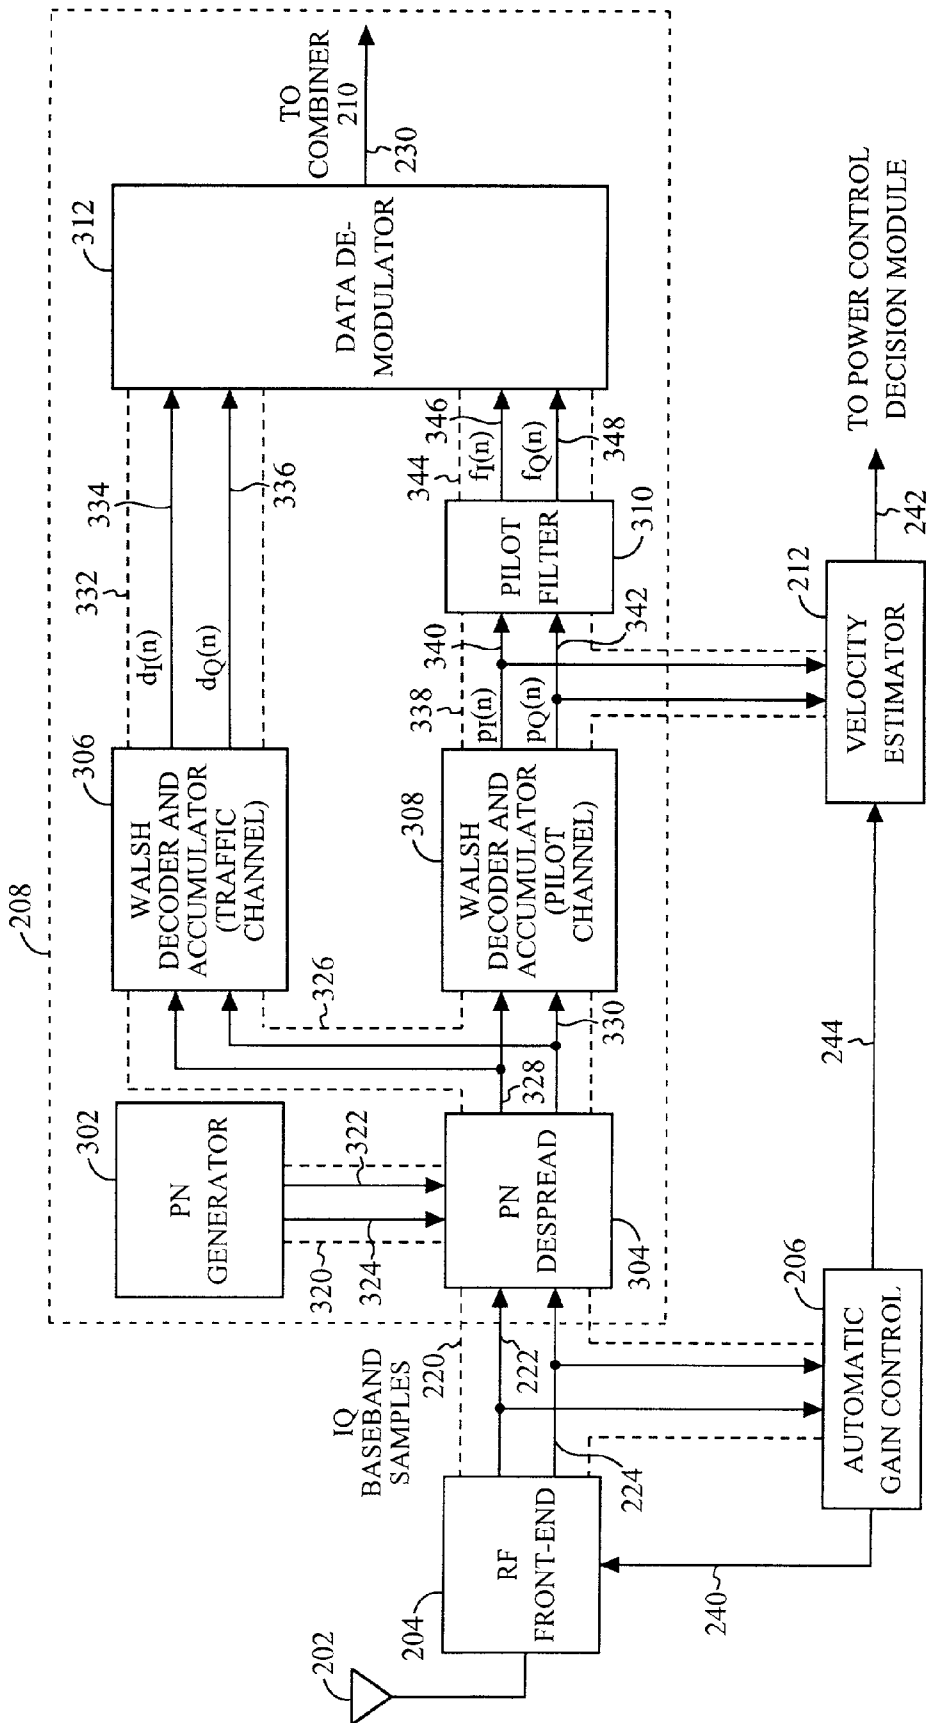 208
302
PN
GENERATOR
320
324
322
306
WALSH
DECODER AND
ACCUMULATOR
(TRAFFIC
CHANNEL)
326
332
334
dI(n)
dQ(n)
336
312
DATA DE-
MODULATOR
TO
COMBINER
210
230
202
204
RF
FRONT-END
IQ
BASEBAND
SAMPLES
220
222
224
PN
DESPREAD
304
328
330
308
WALSH
DECODER AND
ACCUMULATOR
(PILOT
CHANNEL)
338
340
pI(n)
pQ(n)
342
PILOT
FILTER
310
344
346
fI(n)
fQ(n)
348
240
206
AUTOMATIC
GAIN CONTROL
244
212
VELOCITY
ESTIMATOR
242
TO POWER CONTROL
DECISION MODULE